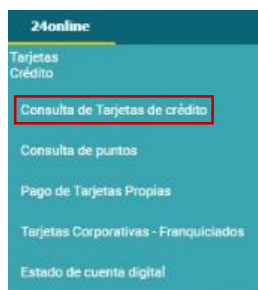 24online
Tarjetas
Crédito
Consulta de Tarjetas de crédito
Consulta de puntos
Pago de Tarjetas Propias
Tarjetas Corporativas - Franquiciados
Estado de cuenta digital